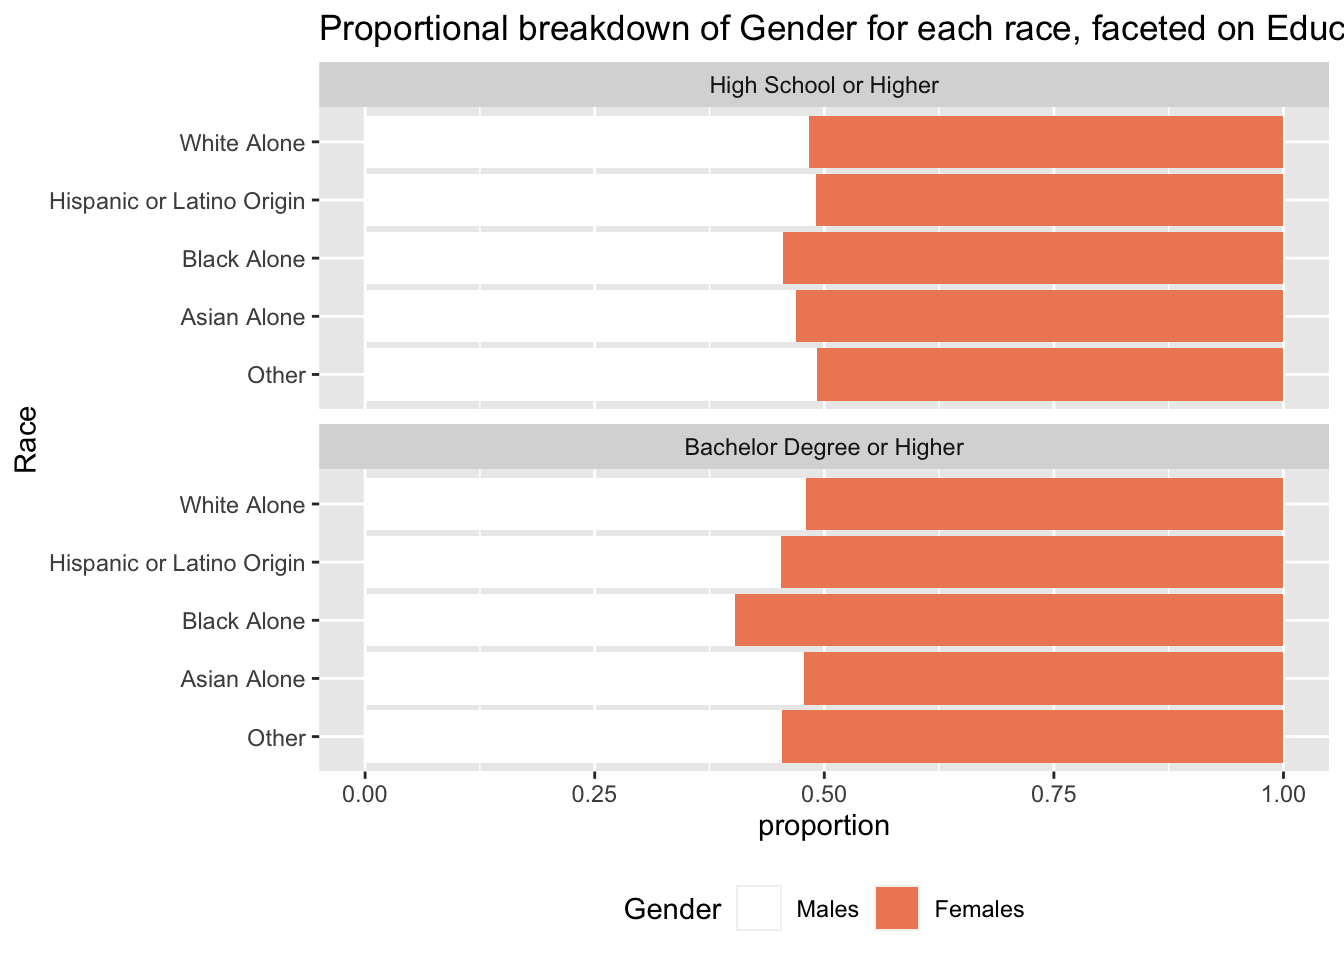 Proportional breakdown of Gender for each race, faceted on Educ
High School or Higher
White Alone
Hispanic or Latino Origin
Black Alone
Asian Alone
Other
Race
Bachelor Degree or Higher
White Alone
Hispanic or Latino Origin
Black Alone
Asian Alone
Other
0.00 0.25 0.50 0.75 1.00
proportion
Gender Males Females